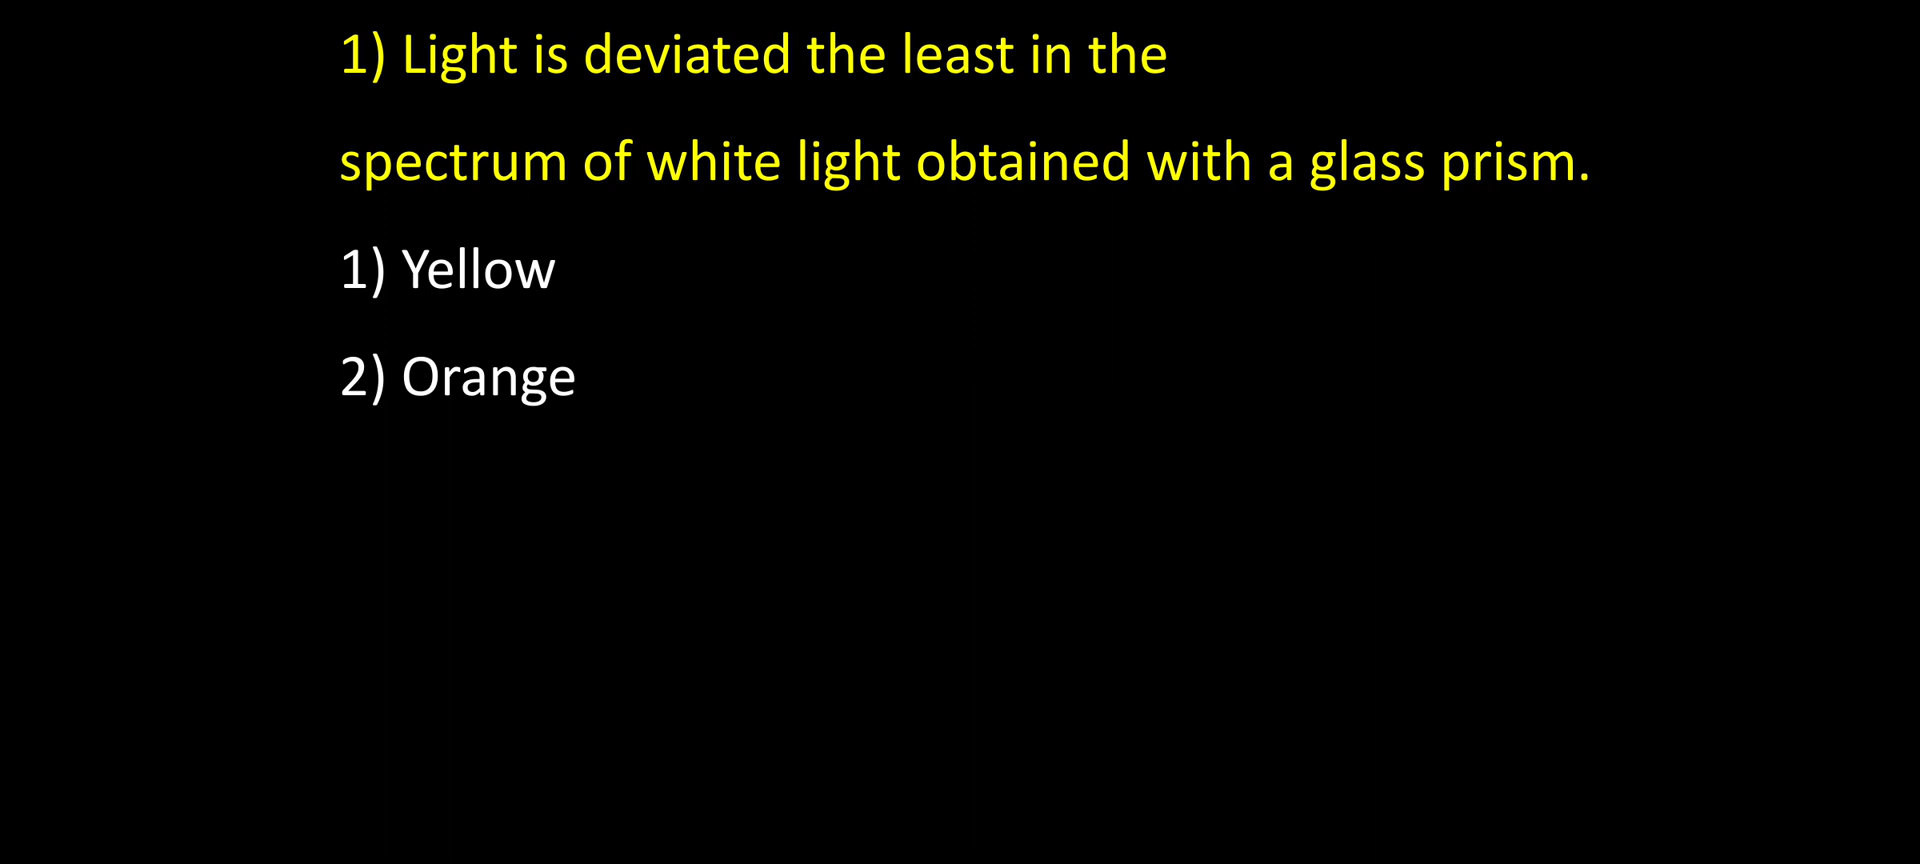 1) Light is deviated the least in the
spectrum of white light obtained with a glass prism.
1) Yellow
2) Orange